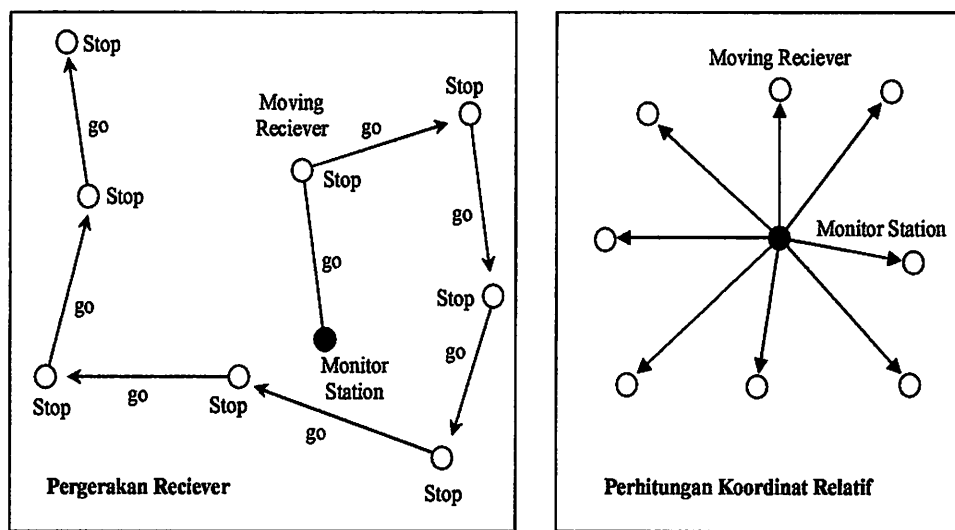 Stop
go
Stop
go
Stop
go
Stop
Moving
Reciever
Stop
go
Stop
go
Stop
go
go
Stop
go
Monitor
Station
Pergerakan Reciever
Moving Reciever
Monitor Station
Perhitungan Koordinat Relatif